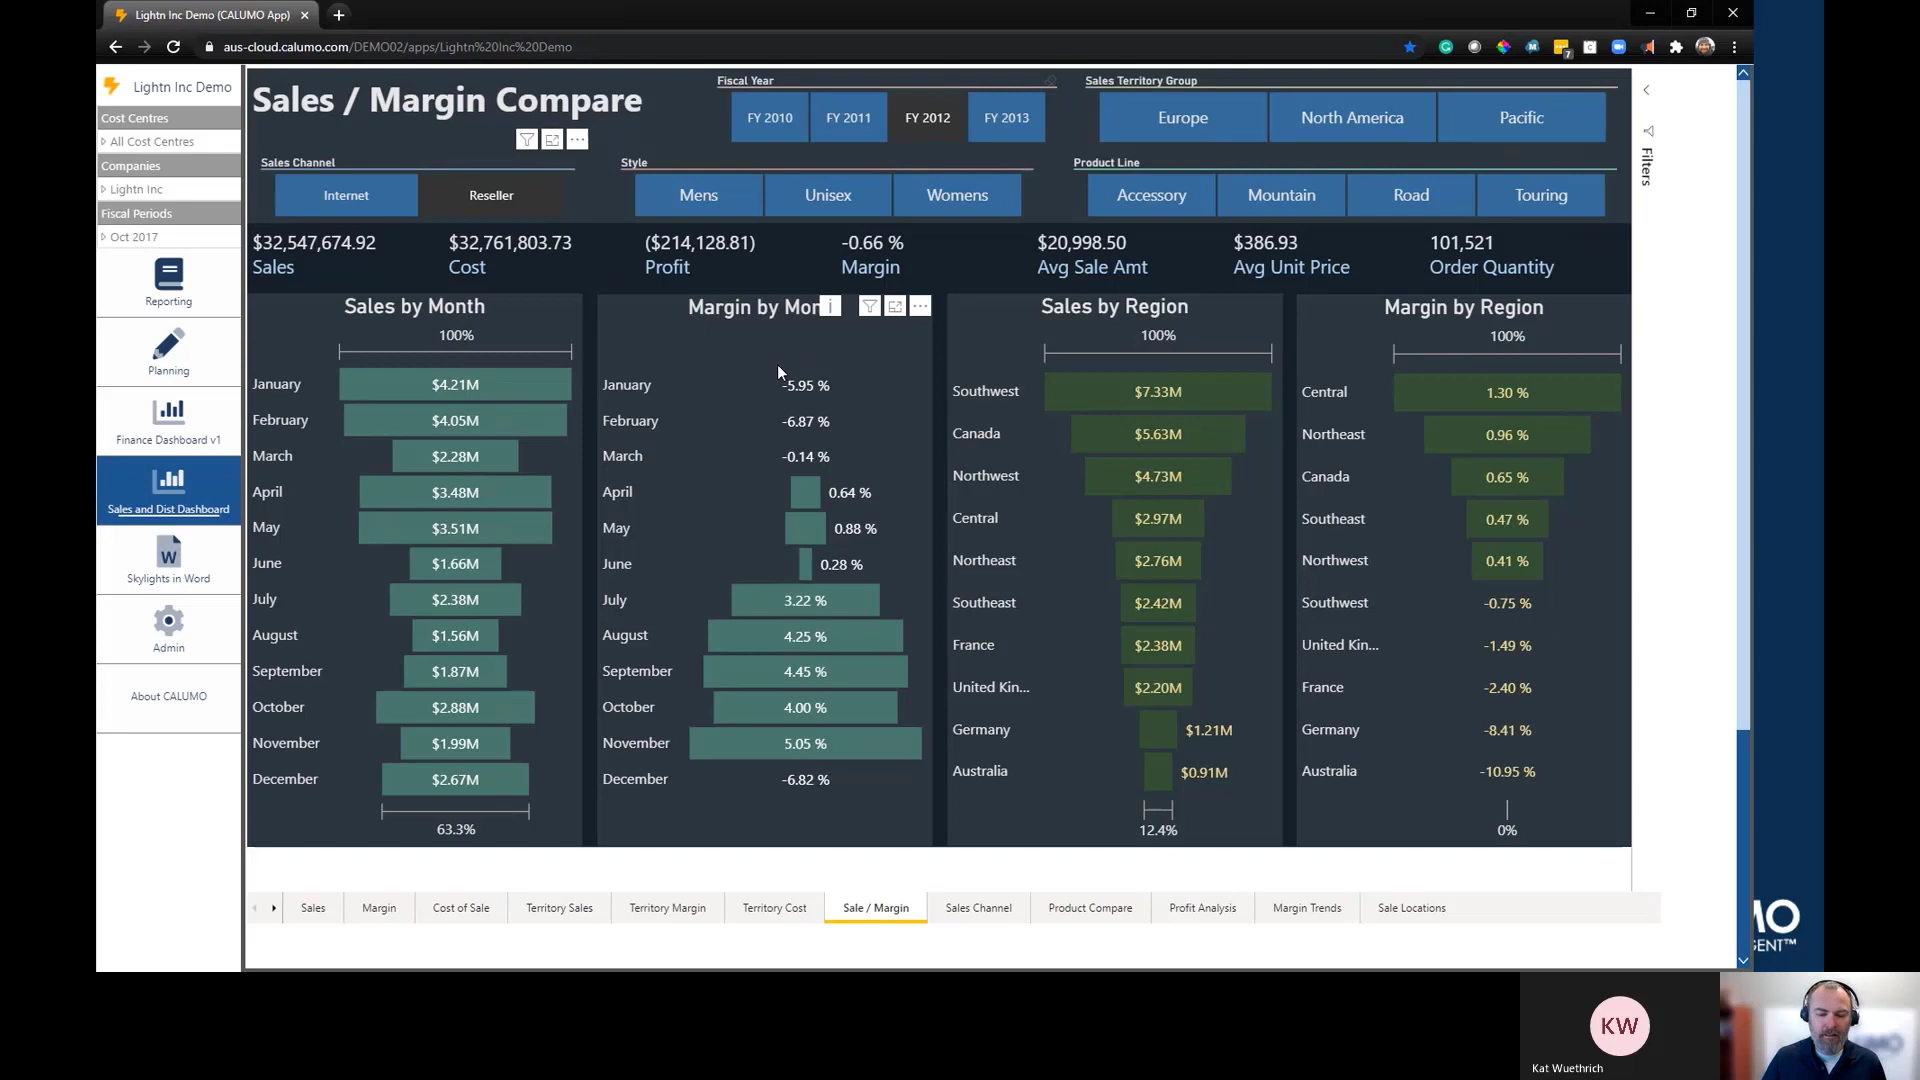 Lightn Inc Demo (CALUMO App)
aus-cloud.calumo.com/DEMO02/apps/Lightn%20Inc%20Demo
7
Lightn Inc Demo
Cost Centres
All Cost Centres
Companies
Lightn Inc
Fiscal Periods
Oct 2017
Reporting
Planning
Finance Dashboard v1
Sales and Dist Dashboard
W
Skylights in Word
Admin
About CALUMO
Sales / Margin Compare
Fiscal Year
FY 2010 FY 2011 FY 2012 FY 2013
Sales Territory Group
Europe North America Pacific
Sales Channel
Internet Reseller
Style
Mens Unisex Womens
Product Line
Accessory Mountain Road Touring
$32,547,674.92 $32,761,803.73 ($214,128.81) -0.66 % $20,998.50 $386.93 101,521
Sales Cost Profit Margin Avg Sale Amt Avg Unit Price Order Quantity
Sales by Month
100%
January $4.21M
February $4.05M
March $2.28M
April $3.48M
May $3.51M
June $1.66M
July $2.38M
August $1.56M
September $1.87M
October $2.88M
November $1.99M
December $2.67M
63.3%
Margin by Mon
January -5.95 %
February -6.87 %
March -0.14 %
April 0.64 %
May 0.88 %
June 0.28 %
July 3.22 %
August 4.25 %
September 4.45 %
October 4.00 %
November 5.05 %
December -6.82 %
Sales by Region
100%
Southwest $7.33M
Canada $5.63M
Northwest $4.73M
Central $2.97M
Northeast $2.76M
Southeast $2.42M
France $2.38M
United Kin... $2.20M
Germany $1.21M
Australia $0.91M
12.4%
Margin by Region
100%
Central 1.30 %
Northeast 0.96 %
Canada 0.65 %
Southeast 0.47 %
Northwest 0.41 %
Southwest -0.75 %
United Kin... -1.49 %
France -2.40 %
Germany -8.41 %
Australia -10.95 %
0%
Filters
Sales Margin Cost of Sale Territory Sales Territory Margin Territory Cost Sale / Margin Sales Channel Product Compare Profit Analysis Margin Trends Sale Locations
MO
GENT™
KW
Kat Wuethrich